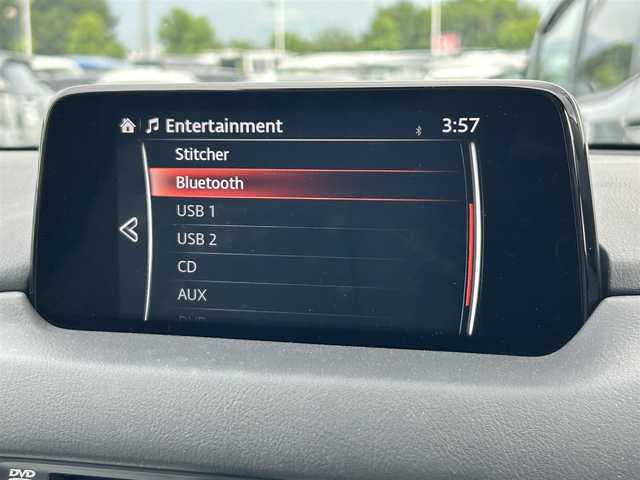 Entertainment 3:57
Stitcher
Bluetooth
USB 1
USB 2
CD
AUX
DVD